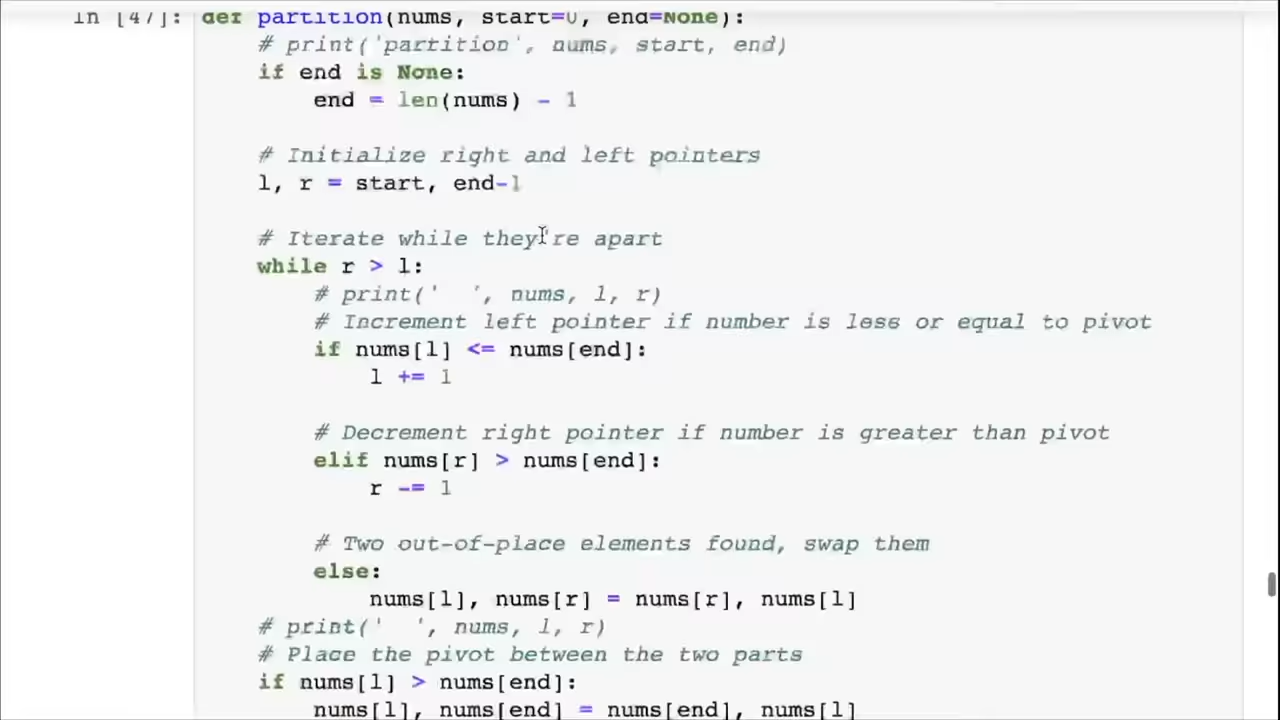 In [47]: def partition(nums, start=0, end=None):
    # print('partition', nums, start, end)
    if end is None:
        end = len(nums) - 1

    # Initialize right and left pointers
    l, r = start, end-1

    # Iterate while they're apart
    while r > l:
        # print('  ', nums, l, r)
        # Increment left pointer if number is less or equal to pivot
        if nums[l] <= nums[end]:
            l += 1

        # Decrement right pointer if number is greater than pivot
        elif nums[r] > nums[end]:
            r -= 1

        # Two out-of-place elements found, swap them
        else:
            nums[l], nums[r] = nums[r], nums[l]
    # print('  ', nums, l, r)
    # Place the pivot between the two parts
    if nums[l] > nums[end]:
        nums[l], nums[end] = nums[end], nums[l]